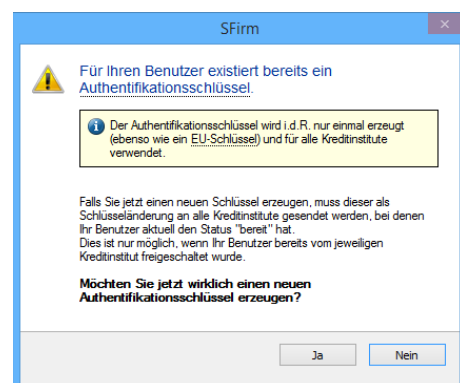 SFirm
Für Ihren Benutzer existiert bereits ein
Authentifikationsschlüssel.
Der Authentifikationsschlüssel wird i.d.R. nur einmal erzeugt
(ebenso wie ein EU-Schlüssel) und für alle Kreditinstitute
verwendet.
Falls Sie jetzt einen neuen Schlüssel erzeugen, muss dieser als
Schlüsseländerung an alle Kreditinstitute gesendet werden, bei denen
Ihr Benutzer aktuell den Status "bereit" hat.
Dies ist nur möglich, wenn Ihr Benutzer bereits vom jeweiligen
Kreditinstitut freigeschaltet wurde.
Möchten Sie jetzt wirklich einen neuen
Authentifikationsschlüssel erzeugen?
Ja Nein